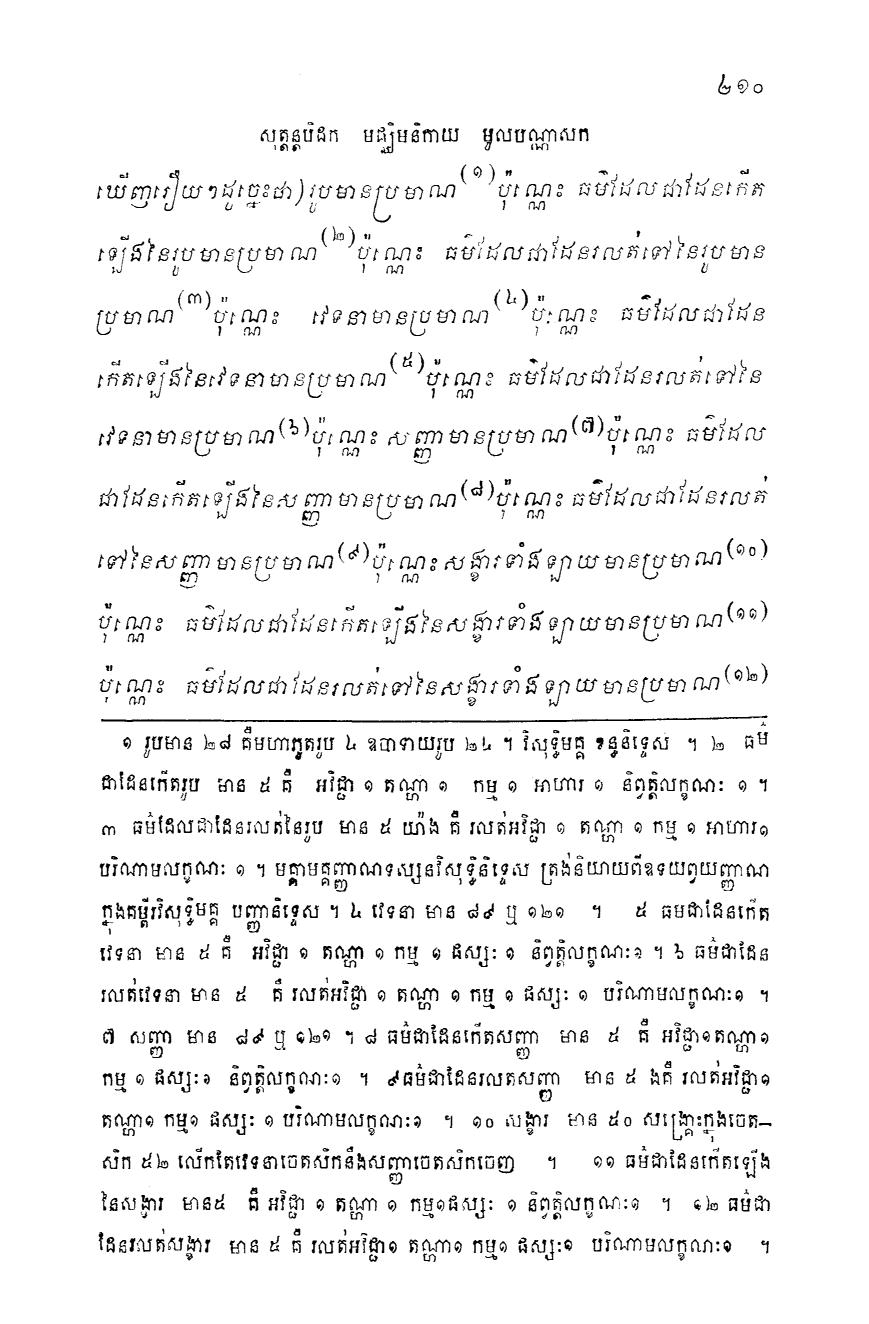 ៤១០
សុត្តន្តបិដក មជ្ឈិមនិកាយ មូលបណ្ណាសក
ឃើញរឿយៗដូច្នេះថា) រូបមានប្រមាណ(១)ប៉ុណ្ណេះ ធម៌ដែលជាដែនកើត
ឡើងនៃរូបមានប្រមាណ(២)ប៉ុណ្ណេះ ធម៌ដែលជាដែនរលត់ទៅនៃរូបមាន
ប្រមាណ(៣)ប៉ុណ្ណេះ វេទនាមានប្រមាណ(៤)ប៉ុណ្ណេះ ធម៌ដែលជាដែន
កើតឡើងនៃវេទនាមានប្រមាណ(៥)ប៉ុណ្ណេះ ធម៌ដែលជាដែនរលត់ទៅនៃ
វេទនាមានប្រមាណ(៦)ប៉ុណ្ណេះ សញ្ញាមានប្រមាណ(៧)ប៉ុណ្ណេះ ធម៌ដែល
ជាដែនកើតឡើងនៃសញ្ញាមានប្រមាណ(៨)ប៉ុណ្ណេះ ធម៌ដែលជាដែនរលត់
ទៅនៃសញ្ញាមានប្រមាណ(៩)ប៉ុណ្ណេះ សង្ខារទាំងឡាយមានប្រមាណ(១០)
ប៉ុណ្ណេះ ធម៌ដែលជាដែនកើតឡើងនៃសង្ខារទាំងឡាយមានប្រមាណ(១១)
ប៉ុណ្ណេះ ធម៌ដែលជាដែនរលត់ទៅនៃសង្ខារទាំងឡាយមានប្រមាណ(១២)
១ រូបមាន ២៨ គឺមហាភូតរូប ៤ ឧបាទាយរូប ២៤ ។ វិសុទ្ធិមគ្គ ខន្ធនិទ្ទេស ។ ២ ធម៌
ជាដែនកើតរូប មាន ៥ គឺ អវិជ្ជា ១ តណ្ហា ១ កម្ម ១ អាហារ ១ និព្វត្តិលក្ខណៈ ១ ។
៣ ធម៌ដែលជាដែនរលត់នៃរូប មាន ៥ យ៉ាង គឺ រលត់អវិជ្ជា ១ តណ្ហា ១ កម្ម ១ អាហារ១
បរិណាមលក្ខណៈ ១ ។ មគ្គាមគ្គញ្ញាណទស្សនវិសុទ្ធិនិទ្ទេស ត្រង់និយាយពីឧទយព្វយញ្ញាណ
ក្នុងគម្ពីរវិសុទ្ធិមគ្គ បញ្ញានិទ្ទេស ។ ៤ វេទនា មាន ៨៩ ឬ ១២១ ។ ៥ ធមជាដែនកើត
វេទនា មាន ៥ គឺ អវិជ្ជា ១ តណ្ហា ១ កម្ម ១ ផស្សៈ ១ និព្វត្តិលក្ខណៈ១ ។ ៦ ធម៌ជាដែន
រលត់វេទនា មាន ៥ គឺ រលត់អវិជ្ជា ១ តណ្ហា ១ កម្ម ១ ផស្សៈ ១ បរិណាមលក្ខណៈ១ ។
៧ សញ្ញា មាន ៨៩ ឬ ១២១ ។ ៨ ធម៌ជាដែនកើតសញ្ញា មាន ៥ គឺ អវិជ្ជា១តណ្ហា១
កម្ម ១ ផស្សៈ១ និព្វត្តិលក្ខណៈ១ ។ ៩ធម៌ជាដែនរលតសញ្ញា មាន ៥ ងគឺ រលត់អវិជ្ជា១
តណ្ហា១ កម្ម១ ផស្សៈ ១ បរិណាមលក្ខណៈ១ ។ ១០ សង្ខារ មាន ៥០ សង្គ្រោះក្នុងចេត–
សិក ៥២ លើកតែវេទនាចេតសិកនឹងសញ្ញាចេតសិកចេញ ។ ១១ ធម៌ជាដែនកើតឡើង
នៃសង្ខារ មាន៥ គឺ អវិជ្ជា ១ តណ្ហា ១ កម្ម១ផស្សៈ ១ និព្វត្តិលក្ខណៈ១ ។ ១២ ធម៌ជា
ដែនរលត់សង្ខារ មាន ៥ គឺ រលត់អវិជ្ជា១ តណ្ហា១ កម្ម១ ផស្សៈ១ បរិណាមលក្ខណៈ១ ។